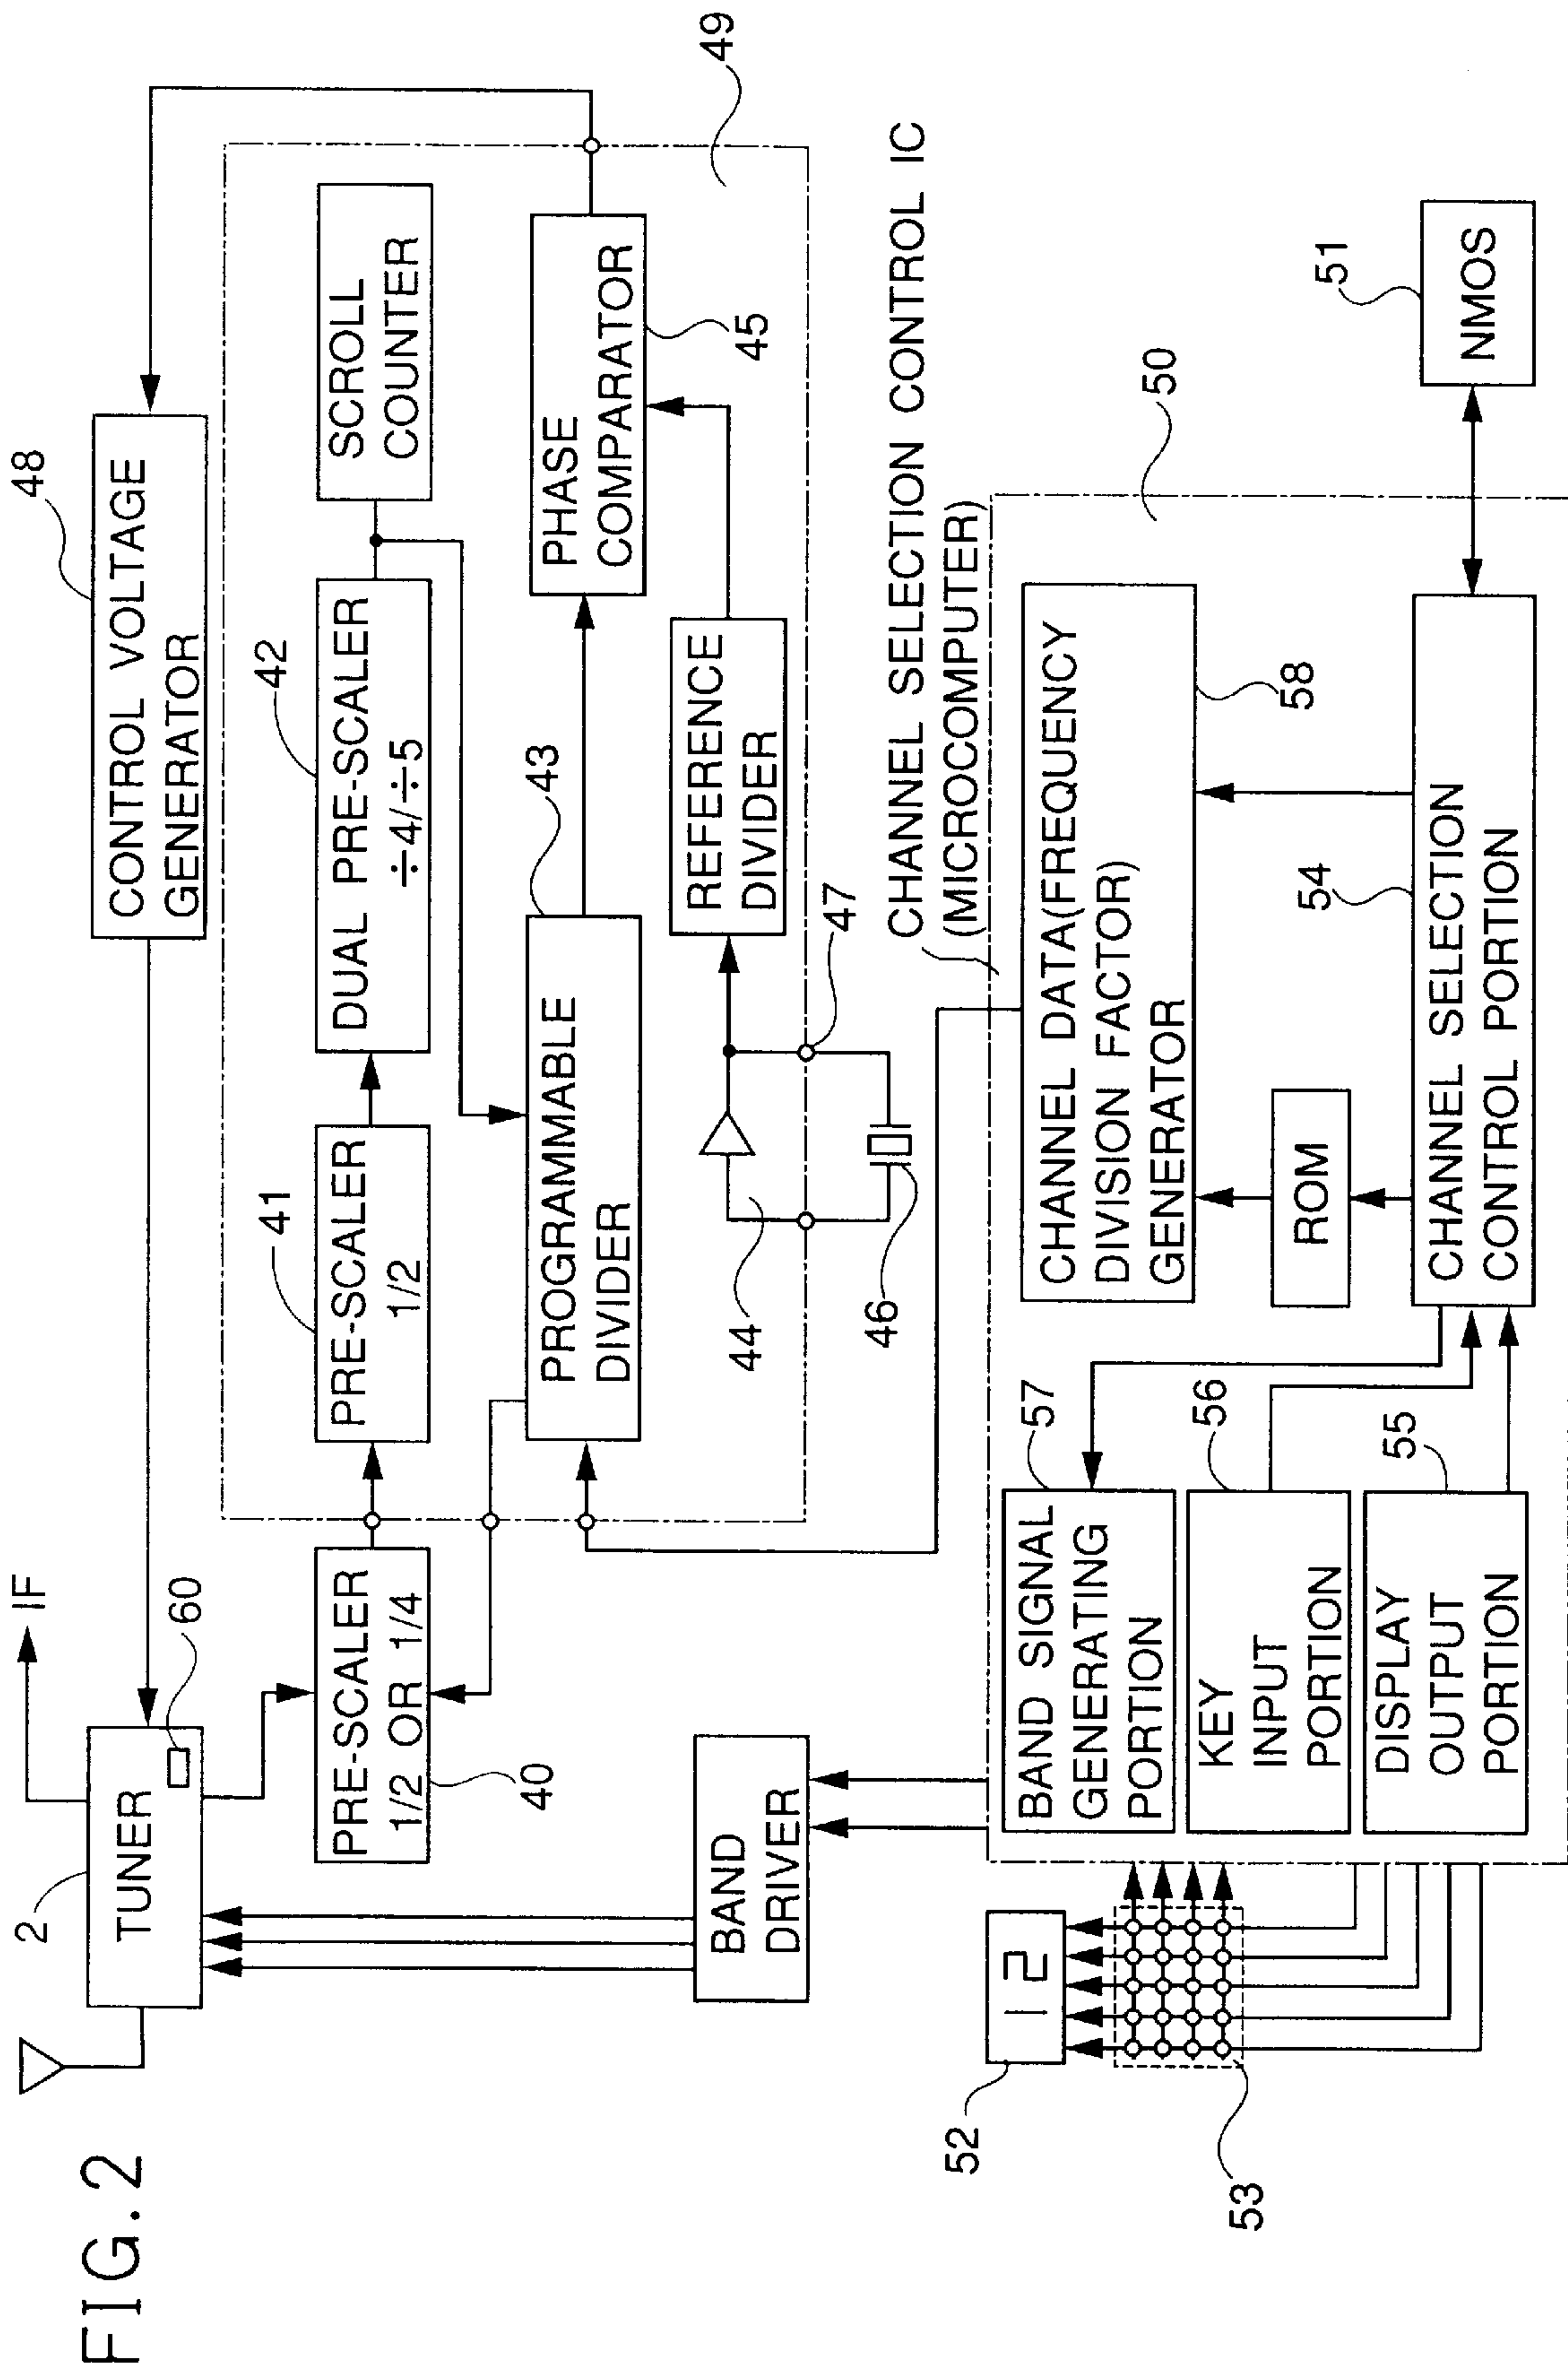 FIG.2
2
TUNER
60
IF
48
CONTROL VOLTAGE
GENERATOR
PRE-SCALER
1/2 OR 1/4
40
41
PRE-SCALER
1/2
42
DUAL PRE-SCALER
÷4/÷5
SCROLL
COUNTER
49
43
PROGRAMMABLE
DIVIDER
PHASE
COMPARATOR
45
44
REFERENCE
DIVIDER
46
47
BAND
DRIVER
CHANNEL SELECTION CONTROL IC
(MICROCOMPUTER)
50
52
12
53
57
BAND SIGNAL
GENERATING
PORTION
56
KEY
INPUT
PORTION
55
DISPLAY
OUTPUT
PORTION
CHANNEL DATA(FREQUENCY
DIVISION FACTOR)
GENERATOR
58
ROM
54
CHANNEL SELECTION
CONTROL PORTION
51
NMOS